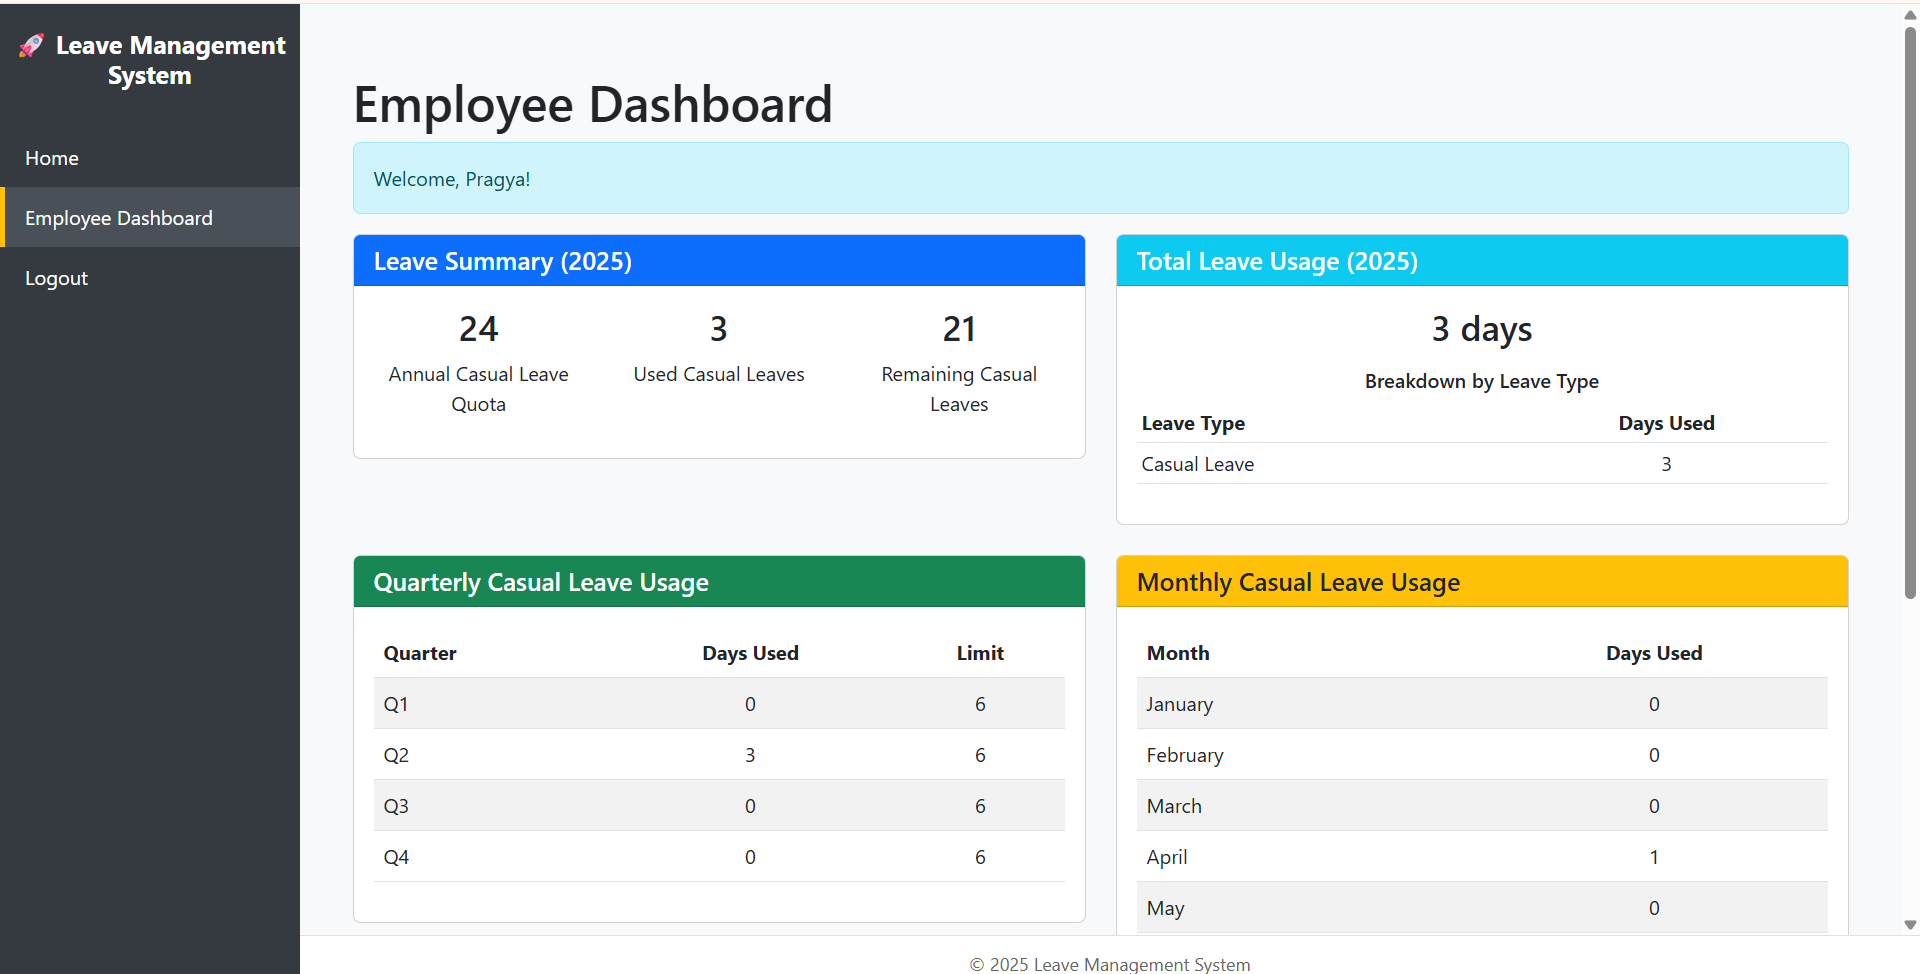 🚀 Leave Management
System
Home
Employee Dashboard
Logout
Employee Dashboard
Welcome, Pragya!
Leave Summary (2025)
24
Annual Casual Leave
Quota
3
Used Casual Leaves
21
Remaining Casual
Leaves
Total Leave Usage (2025)
3 days
Breakdown by Leave Type
Leave Type Days Used
Casual Leave 3
Quarterly Casual Leave Usage
Quarter Days Used Limit
Q1 0 6
Q2 3 6
Q3 0 6
Q4 0 6
Monthly Casual Leave Usage
Month Days Used
January 0
February 0
March 0
April 1
May 0
© 2025 Leave Management System